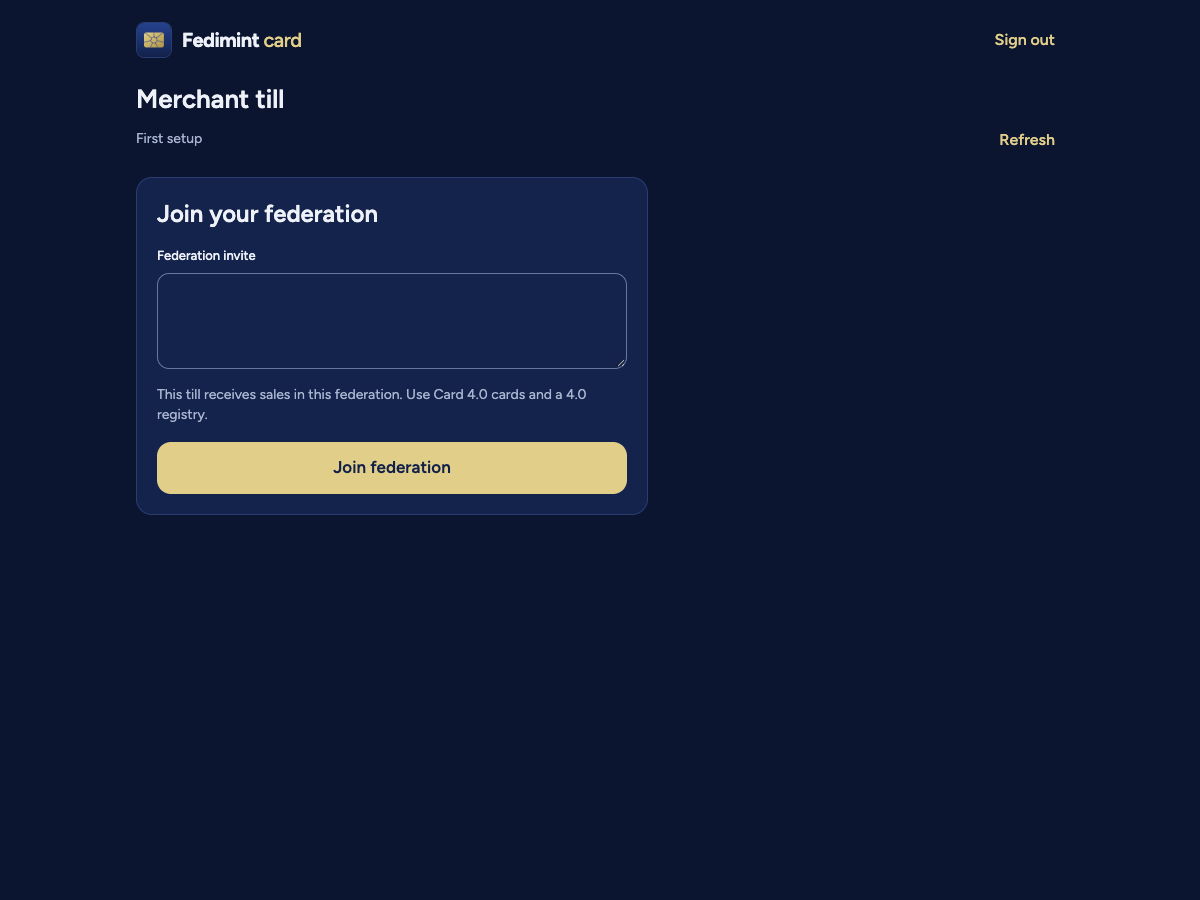 Fedimint card
Sign out
Merchant till
First setup
Refresh
Join your federation
Federation invite
This till receives sales in this federation. Use Card 4.0 cards and a 4.0
registry.
Join federation